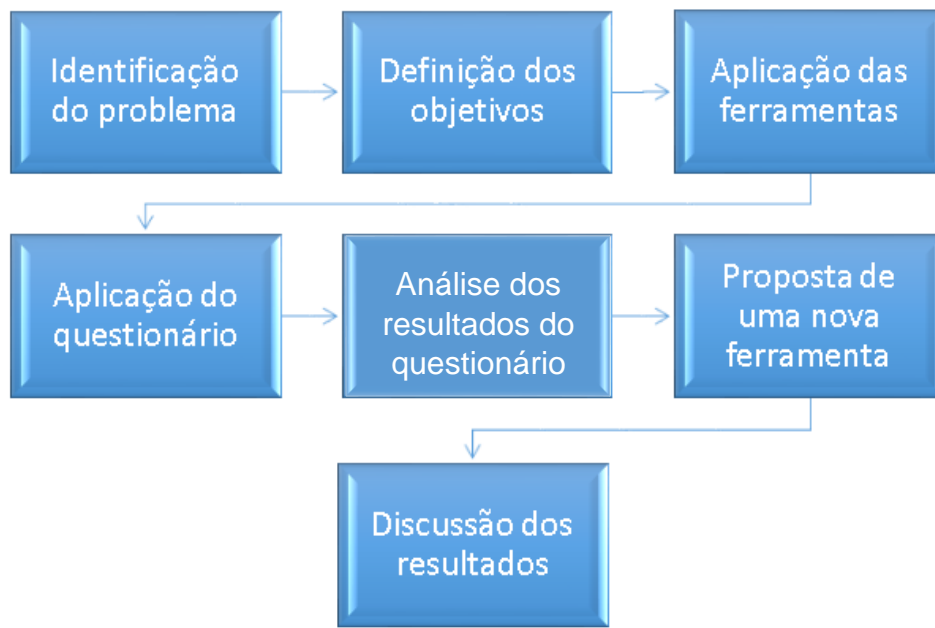 Identificação
do problema
Definição dos
objetivos
Aplicação das
ferramentas
Aplicação do
questionário
Análise dos
resultados do
questionário
Proposta de
uma nova
ferramenta
Discussão dos
resultados